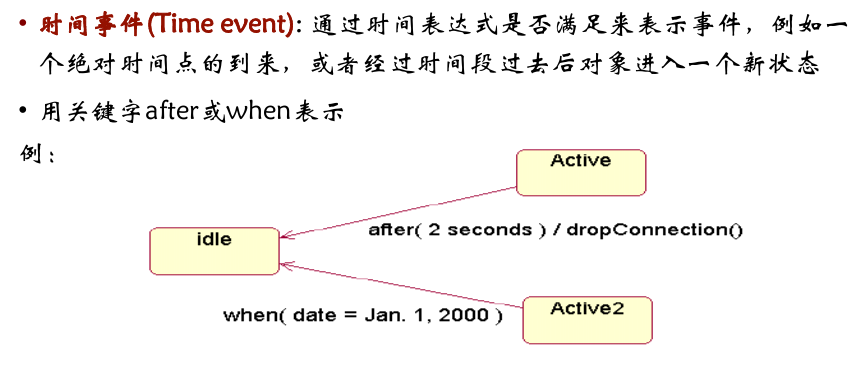 • 时间事件(Time event): 通过时间表达式是否满足来表示事件，例如一
个绝对时间点的到来，或者经过时间段过去后对象进入一个新状态
• 用关键字after或when表示
例：
Active
after( 2 seconds ) / dropConnection()
idle
Active2
when( date = Jan. 1, 2000 )